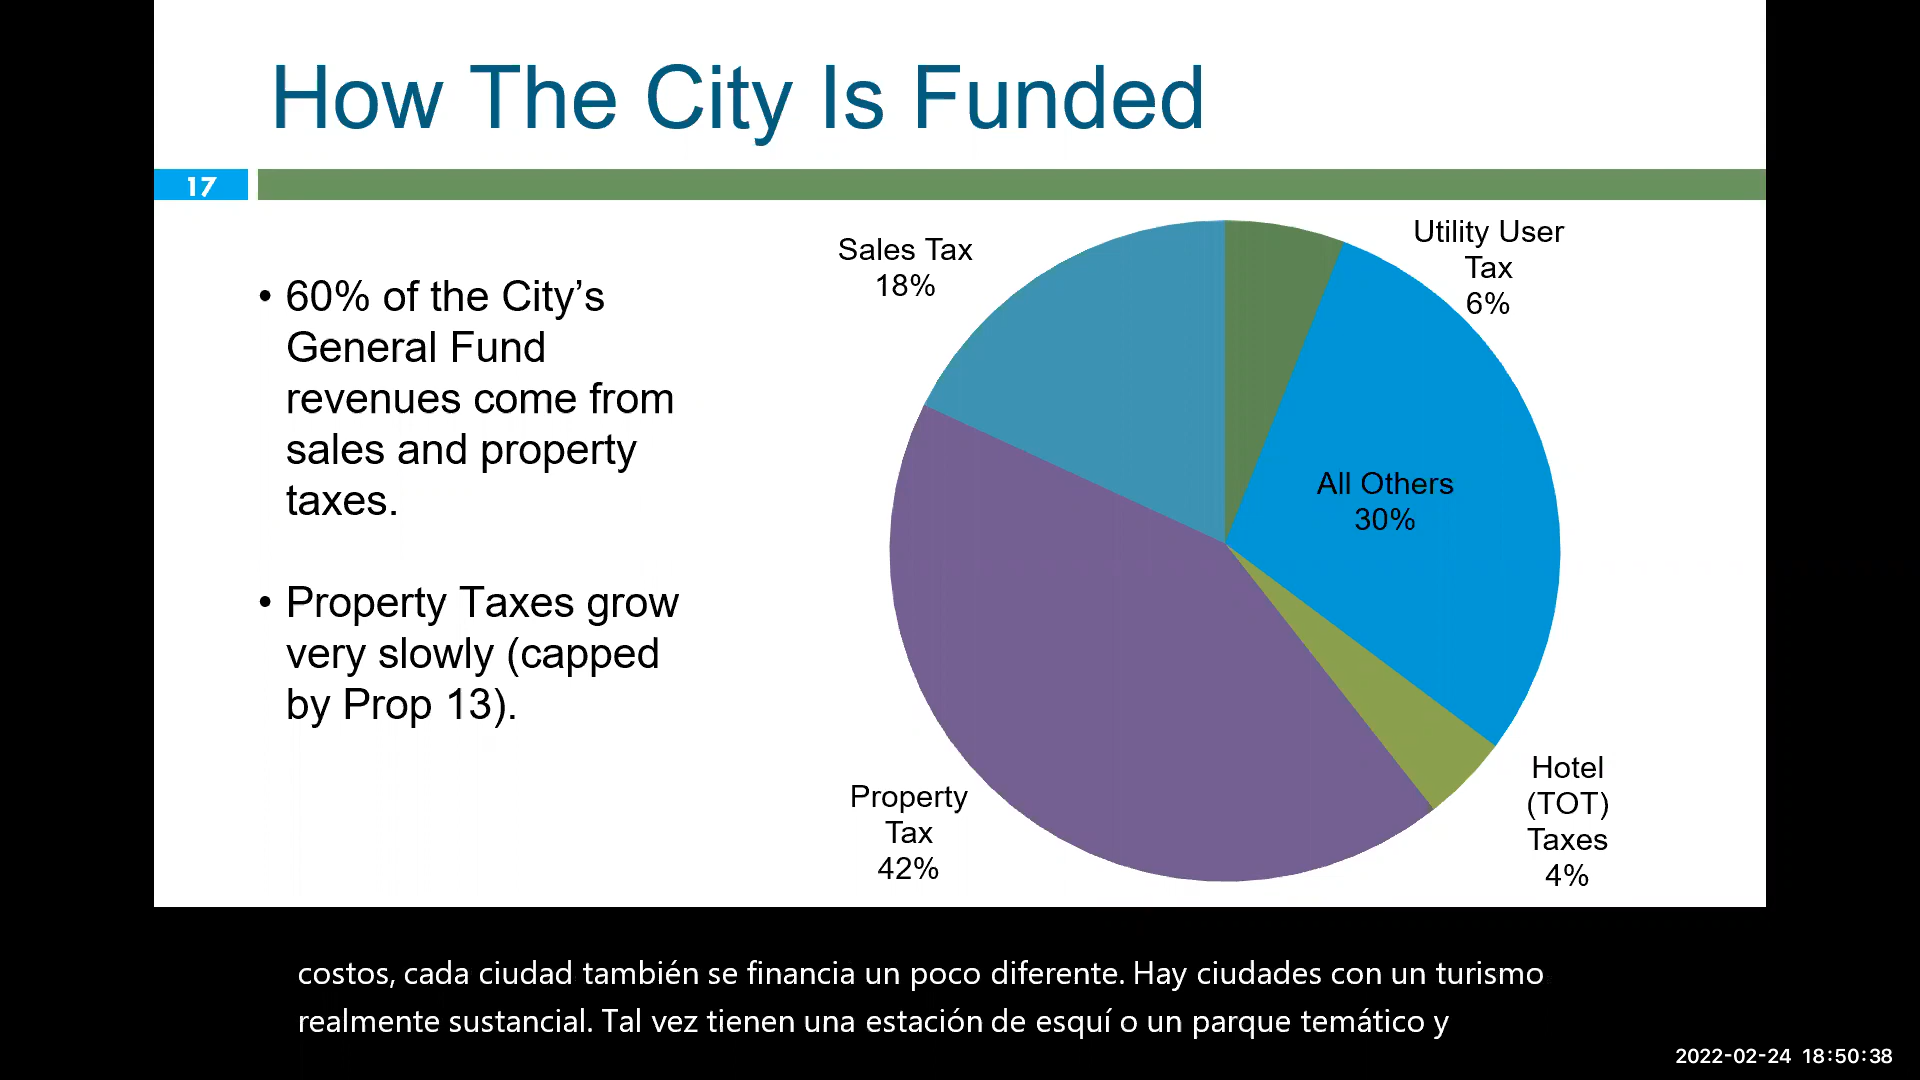 How The City Is Funded
17
• 60% of the City’s
General Fund
revenues come from
sales and property
taxes.
• Property Taxes grow
very slowly (capped
by Prop 13).
Sales Tax
18%
Utility User
Tax
6%
All Others
30%
Property
Tax
42%
Hotel
(TOT)
Taxes
4%
costos, cada ciudad también se financia un poco diferente. Hay ciudades con un turismo
realmente sustancial. Tal vez tienen una estación de esquí o un parque temático y
2022-02-24 18:50:38